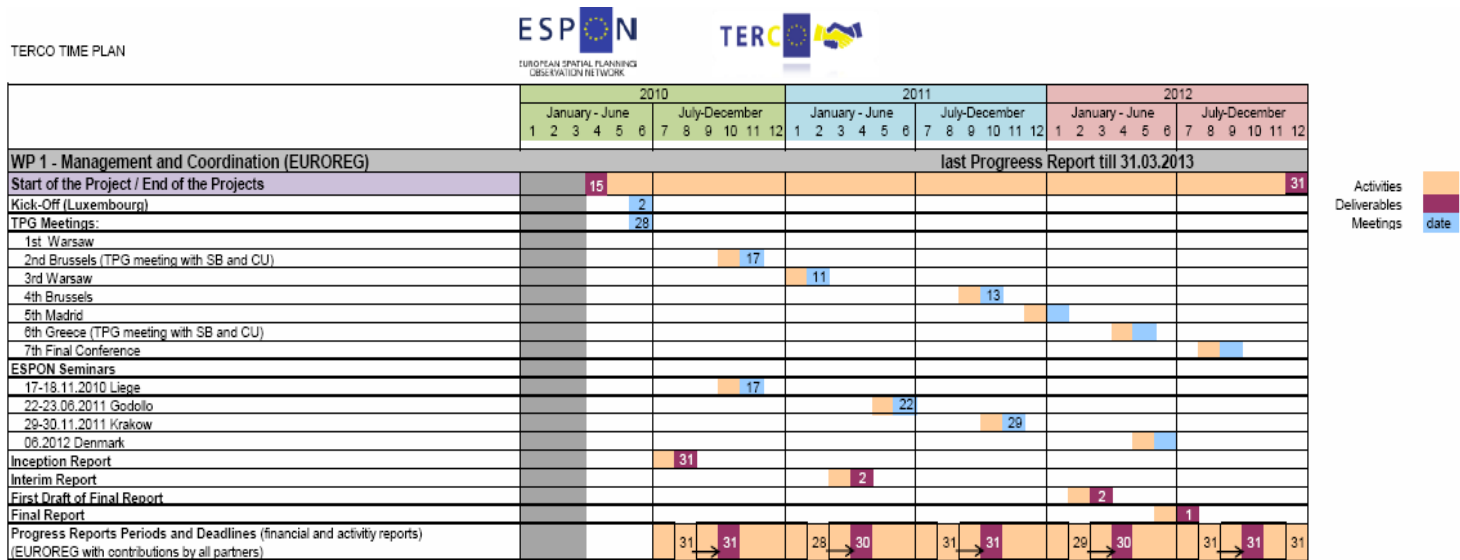 ESPON
TERCO
TERCO TIME PLAN
EUROPEAN SPATIAL PLANNING
OBSERVATION NETWORK
2010 2011 2012
January - June July-December January - June July-December January - June July-December
1 2 3 4 5 6 7 8 9 10 11 12 1 2 3 4 5 6 7 8 9 10 11 12 1 2 3 4 5 6 7 8 9 10 11 12
WP 1 - Management and Coordination (EUROREG) last Progreess Report till 31.03.2013
Start of the Project / End of the Projects 15 31
Activities
Kick-Off (Luxembourg) 2
Deliverables
TPG Meetings: 28
Meetings date
1st Warsaw
2nd Brussels (TPG meeting with SB and CU) 17
3rd Warsaw 11
4th Brussels 13
5th Madrid
6th Greece (TPG meeting with SB and CU)
7th Final Conference
ESPON Seminars
17-18.11.2010 Liege 17
22-23.06.2011 Godollo 22
29-30.11.2011 Krakow 29
06.2012 Denmark
Inception Report 31
Interim Report 2
First Draft of Final Report 2
Final Report 1
Progress Reports Periods and Deadlines (financial and activitiy reports) 31 31 28 30 31 31 29 30 31 31 31
(EUROREG with contributions by all partners)